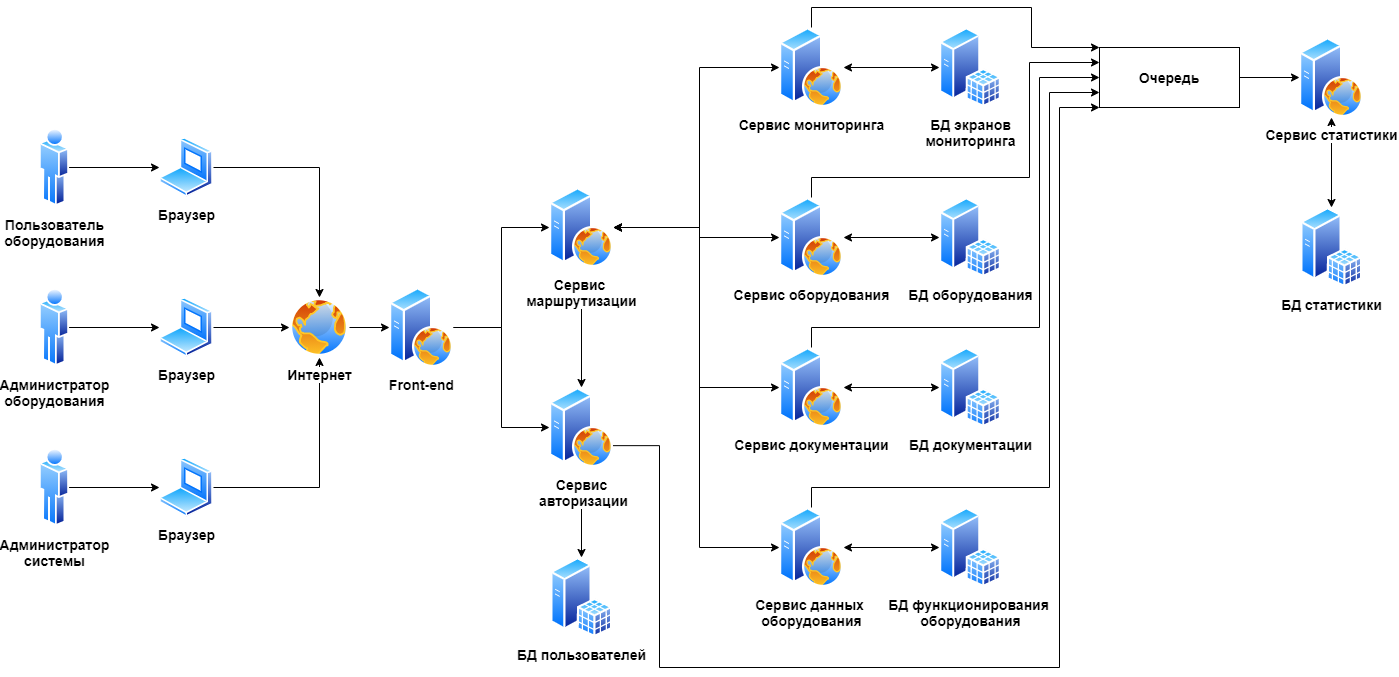 Пользователь
оборудования
Браузер
Администратор
оборудования
Браузер
Интернет
Front-end
Администратор
системы
Браузер
Сервис
маршрутизации
Сервис
авторизации
БД пользователей
Сервис мониторинга
БД экранов
мониторинга
Сервис оборудования
БД оборудования
Сервис документации
БД документации
Сервис данных
оборудования
БД функционирования
оборудования
Очередь
Сервис статистики
БД статистики